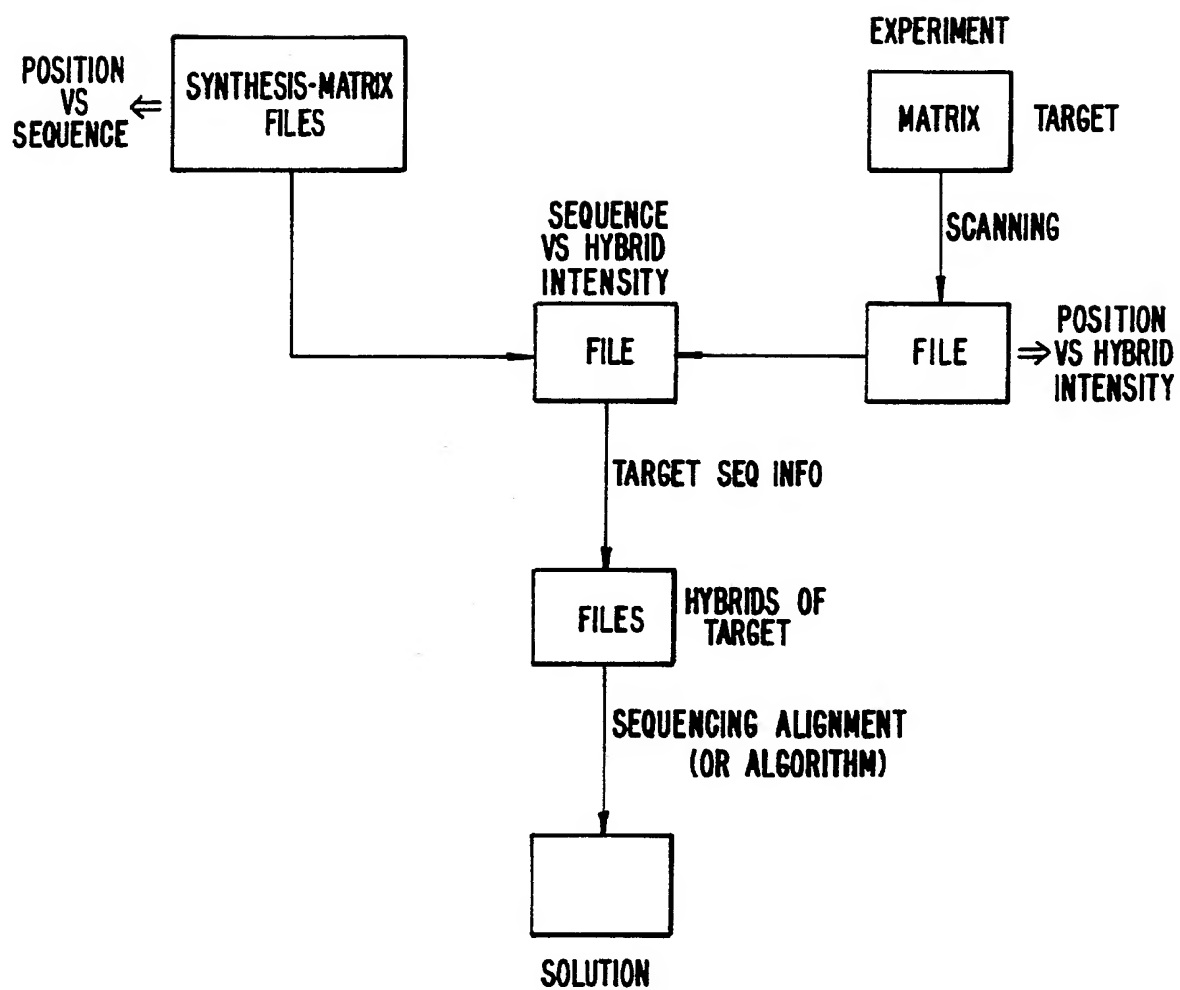 EXPERIMENT
POSITION
VS
SEQUENCE
⇐
SYNTHESIS-MATRIX
FILES
MATRIX
TARGET
SCANNING
SEQUENCE
VS HYBRID
INTENSITY
FILE
FILE
⇒
POSITION
VS HYBRID
INTENSITY
TARGET SEQ INFO
FILES
HYBRIDS OF
TARGET
SEQUENCING ALIGNMENT
(OR ALGORITHM)
SOLUTION